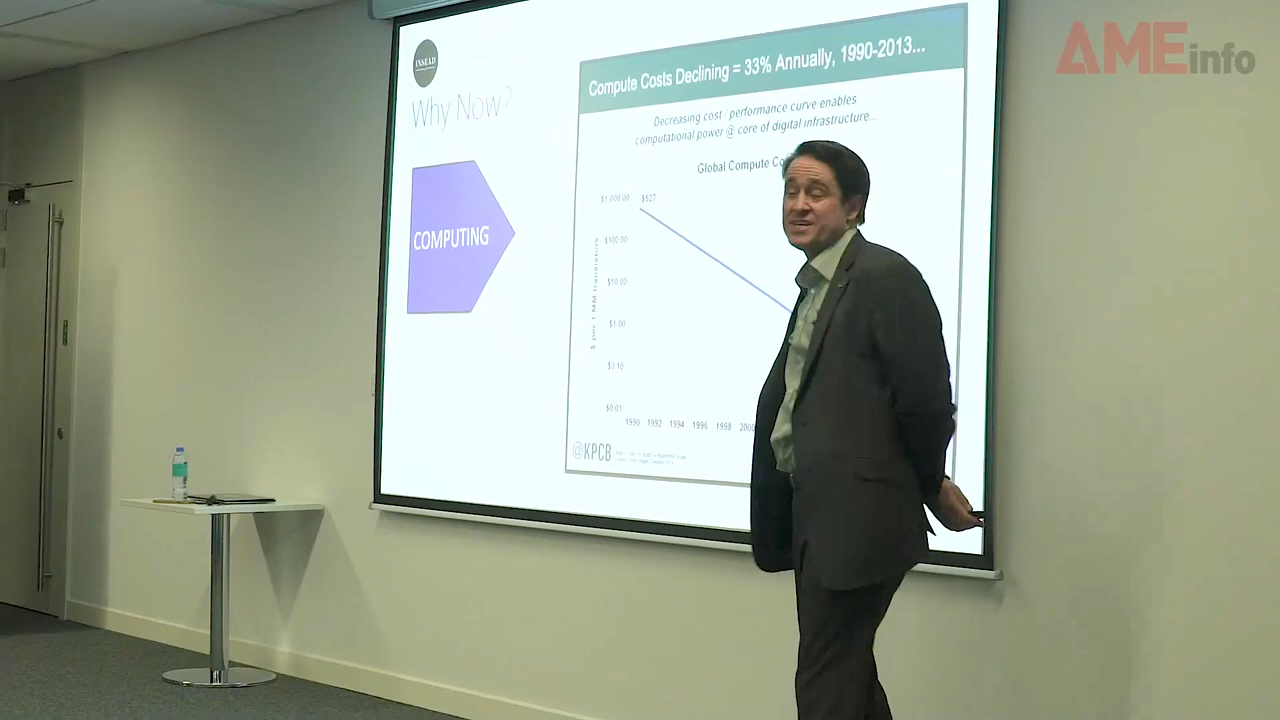 AMEinfo
INSEAD
Why Now?
COMPUTING
Compute Costs Declining = 33% Annually, 1990-2013...
Decreasing cost / performance curve enables
computational power @ core of digital infrastructure...
Global Compute Co
$ per 1 MM transistors
$1,000.00
$527
$100.00
$10.00
$1.00
$0.10
$0.01
1990 1992 1994 1996 1998 2000
@KPCB